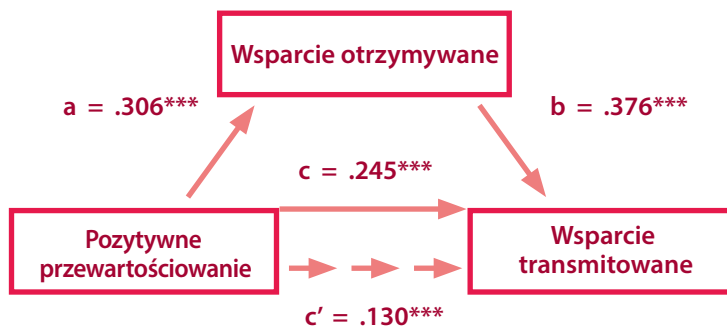 Wsparcie otrzymywane
a = .306***
b = .376***
c = .245***
Pozytywne
przewartościowanie
Wsparcie
transmitowane
c’ = .130***